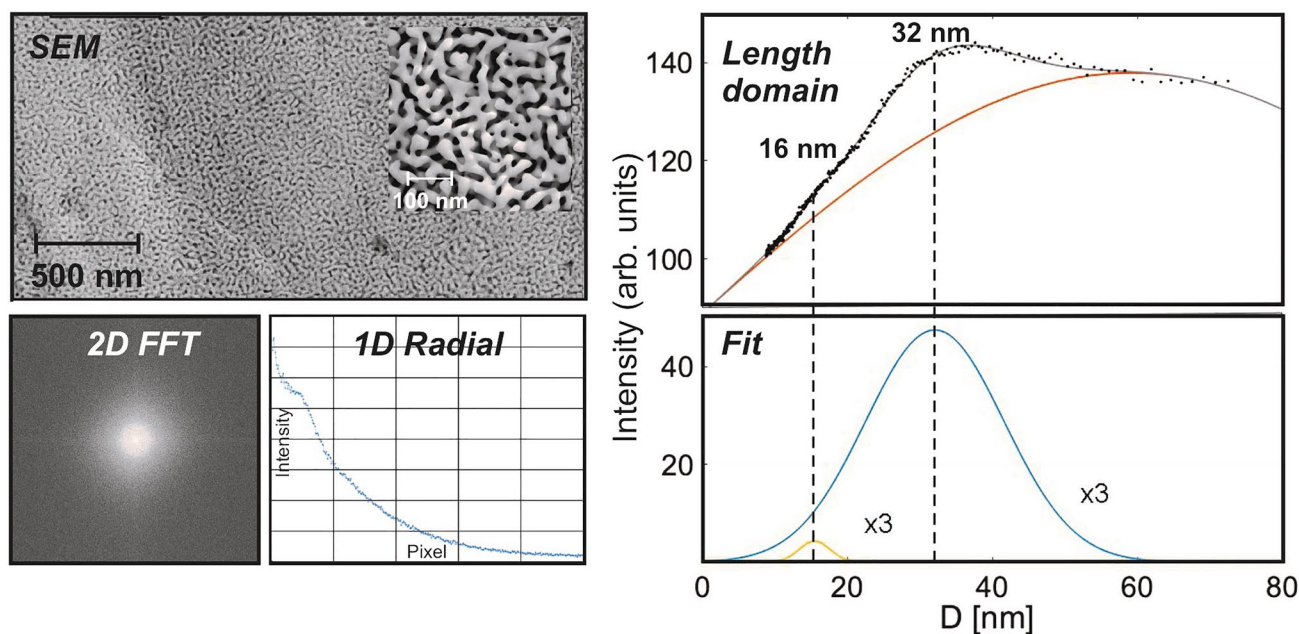 SEM
100 nm
500 nm
2D FFT
1D Radial
Intensity
Pixel
Intensity (arb. units)
Length
domain
32 nm
16 nm
140
120
100
Fit
40
20
x3
x3
0
20
40
60
80
D [nm]